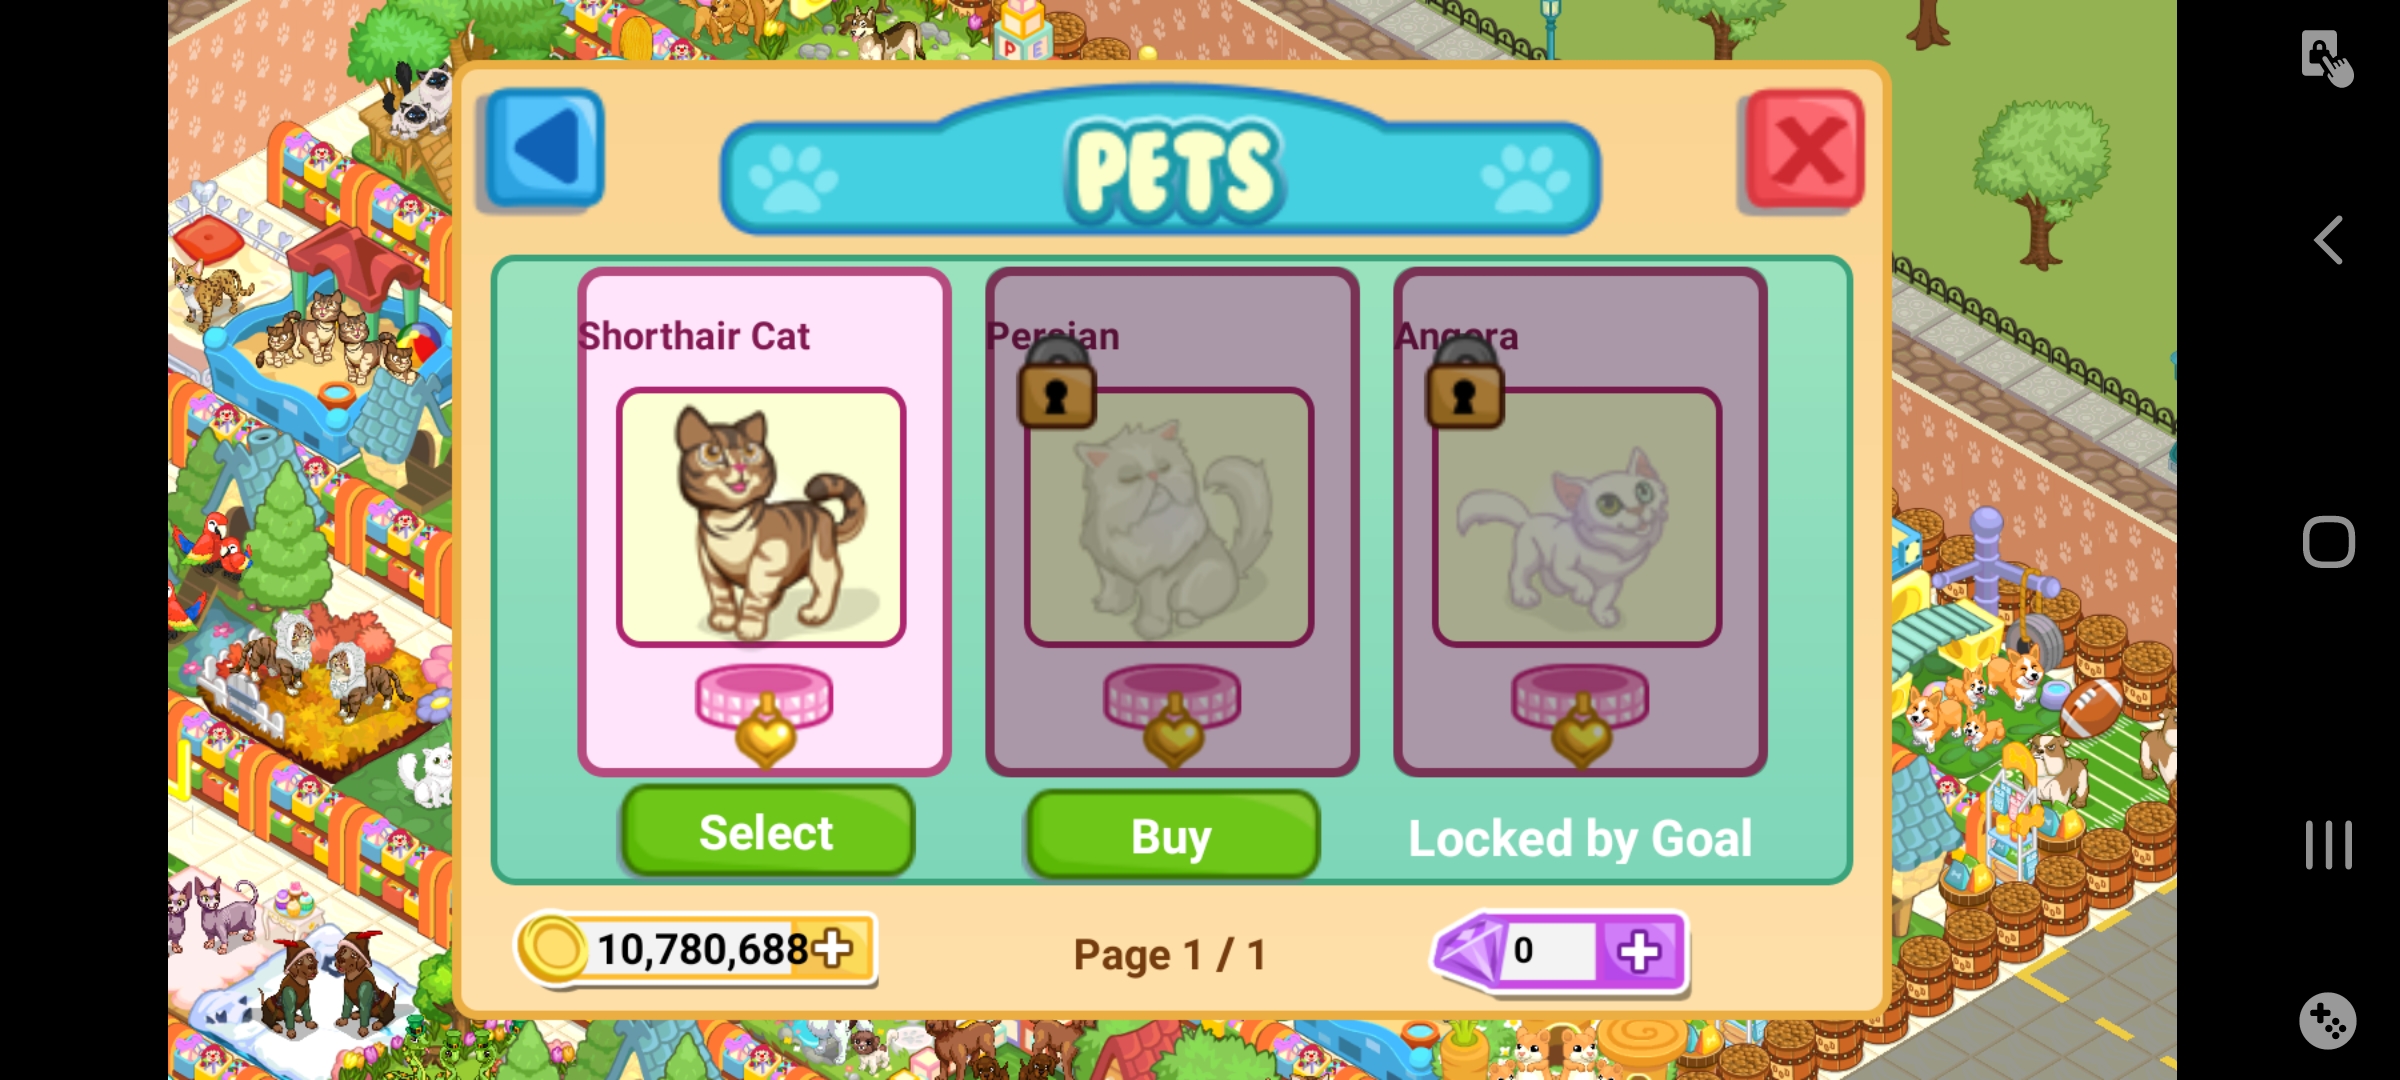 PETS
Shorthair Cat
Persian
Angora
Select
Buy
Locked by Goal
10,780,688
Page 1 / 1
0